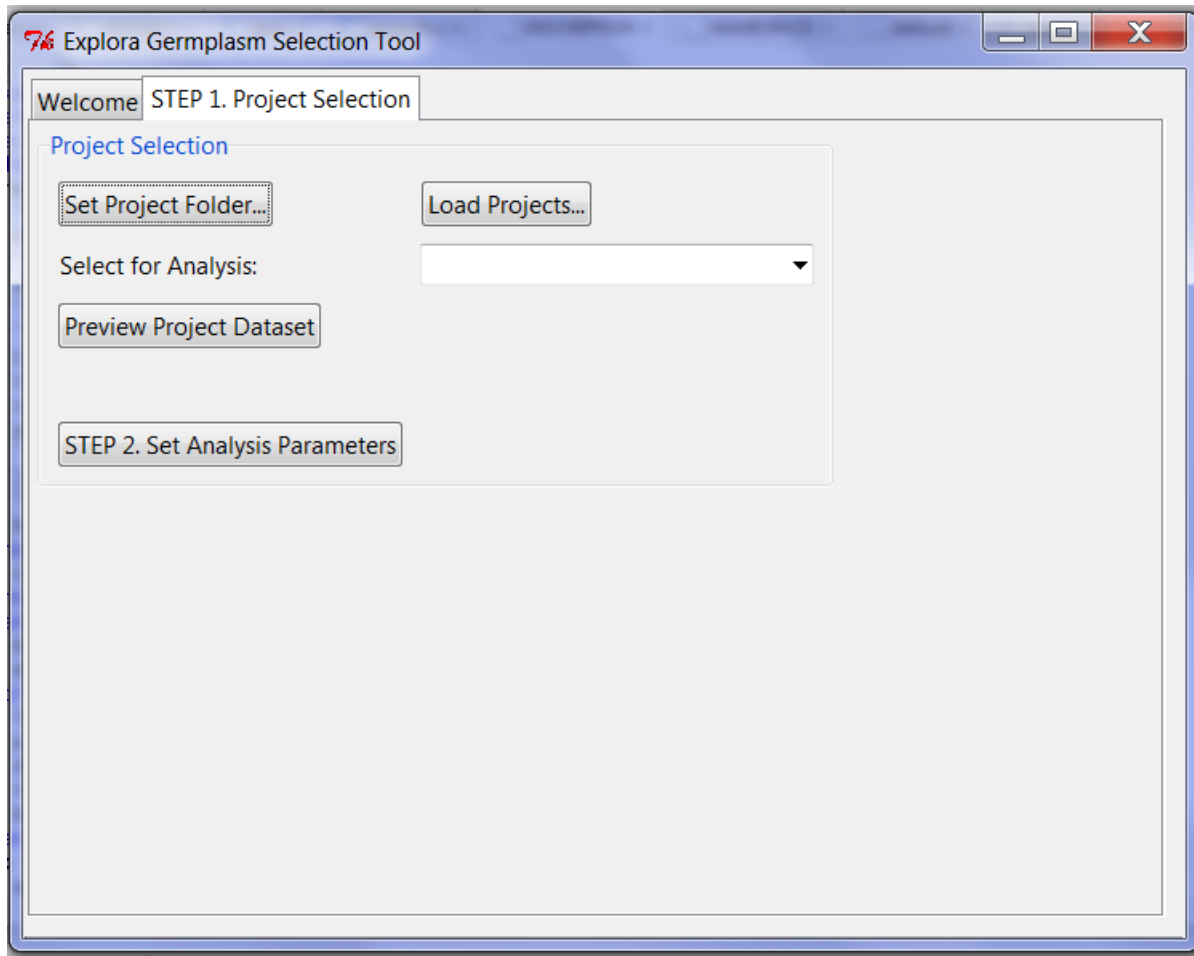 Explora Germplasm Selection Tool
Welcome STEP 1. Project Selection
Project Selection
Set Project Folder... Load Projects...
Select for Analysis:
Preview Project Dataset
STEP 2. Set Analysis Parameters